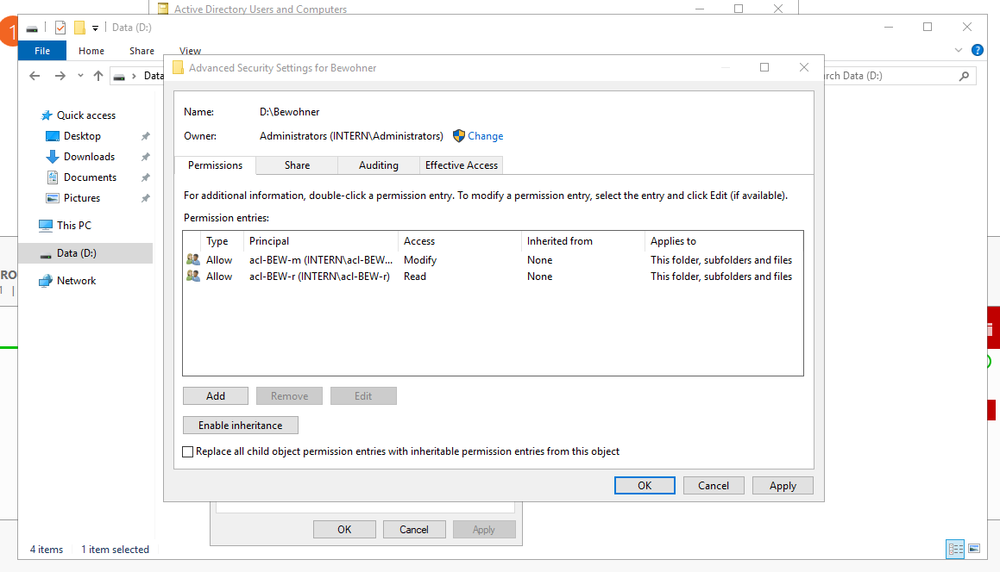 Active Directory Users and Computers
1
Data (D:)
File Home Share View
?
Data
rch Data (D:)
Advanced Security Settings for Bewohner
Name: D:\Bewohner
Owner: Administrators (INTERN\Administrators) Change
Permissions Share Auditing Effective Access
For additional information, double-click a permission entry. To modify a permission entry, select the entry and click Edit (if available).
Permission entries:
Type Principal Access Inherited from Applies to
Allow acl-BEW-m (INTERN\acl-BEW... Modify None This folder, subfolders and files
Allow acl-BEW-r (INTERN\acl-BEW-r) Read None This folder, subfolders and files
Add Remove Edit
Enable inheritance
Replace all child object permission entries with inheritable permission entries from this object
OK Cancel Apply
Quick access
Desktop
Downloads
Documents
Pictures
This PC
Data (D:)
Network
RO
1 |
OK Cancel Apply
4 items 1 item selected